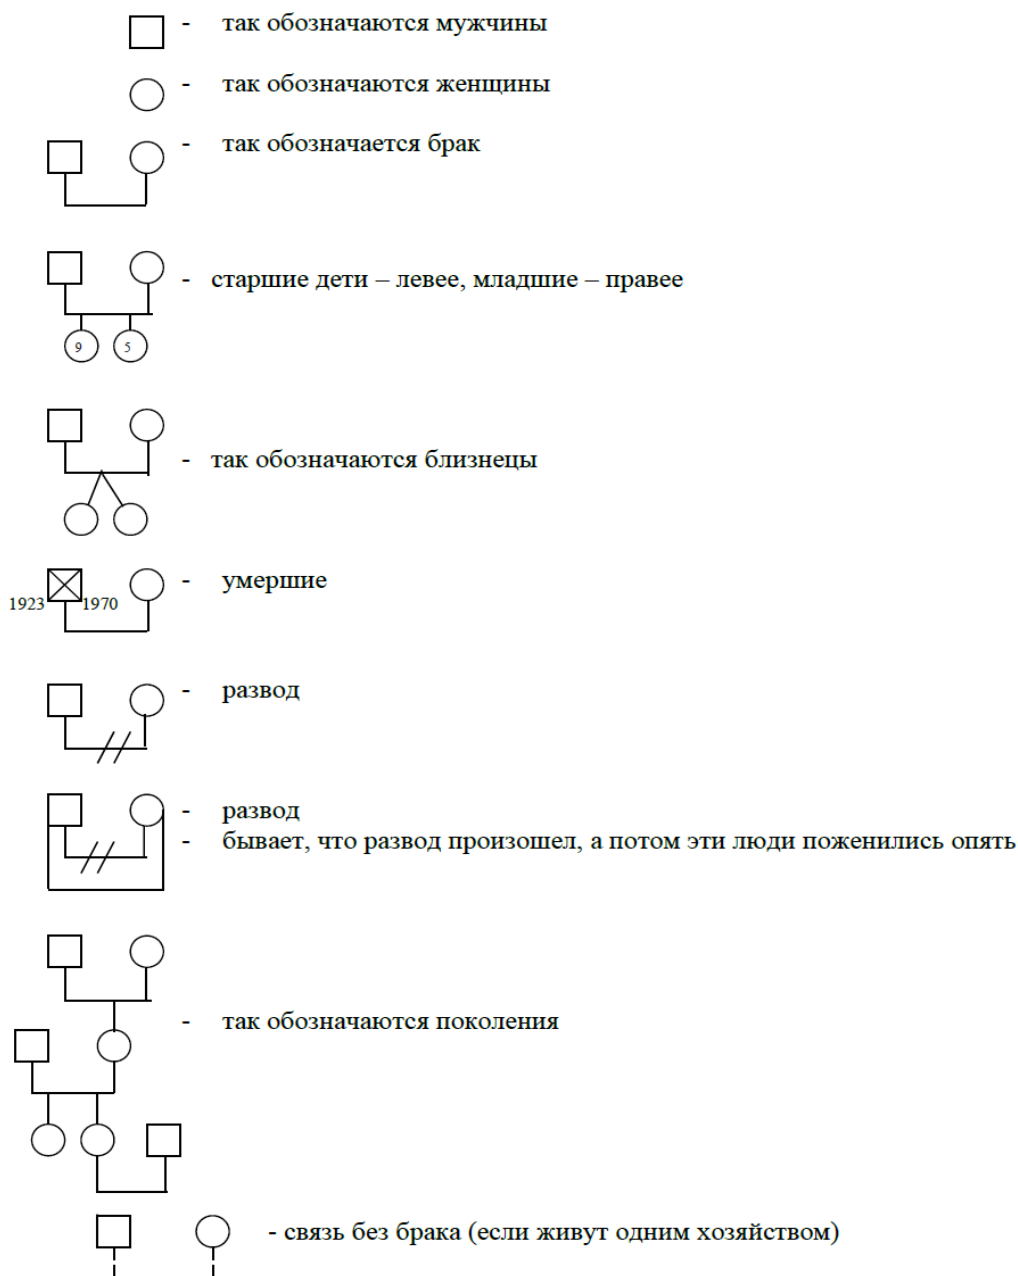 - так обозначаются мужчины
- так обозначаются женщины
- так обозначается брак
- старшие дети – левее, младшие – правее
9 5
- так обозначаются близнецы
- умершие
1923 1970
- развод
- развод
- бывает, что развод произошел, а потом эти люди поженились опять
- так обозначаются поколения
- связь без брака (если живут одним хозяйством)